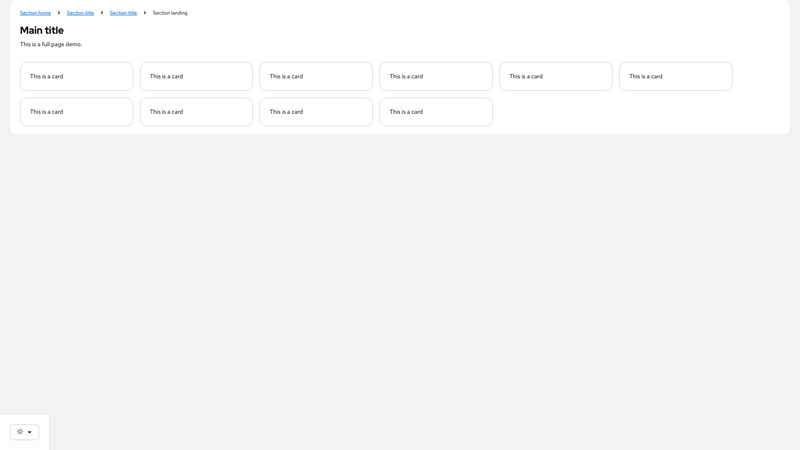 Section home > Section title > Section title > Section landing
Main title
This is a full page demo.
This is a card This is a card This is a card This is a card This is a card This is a card
This is a card This is a card This is a card This is a card